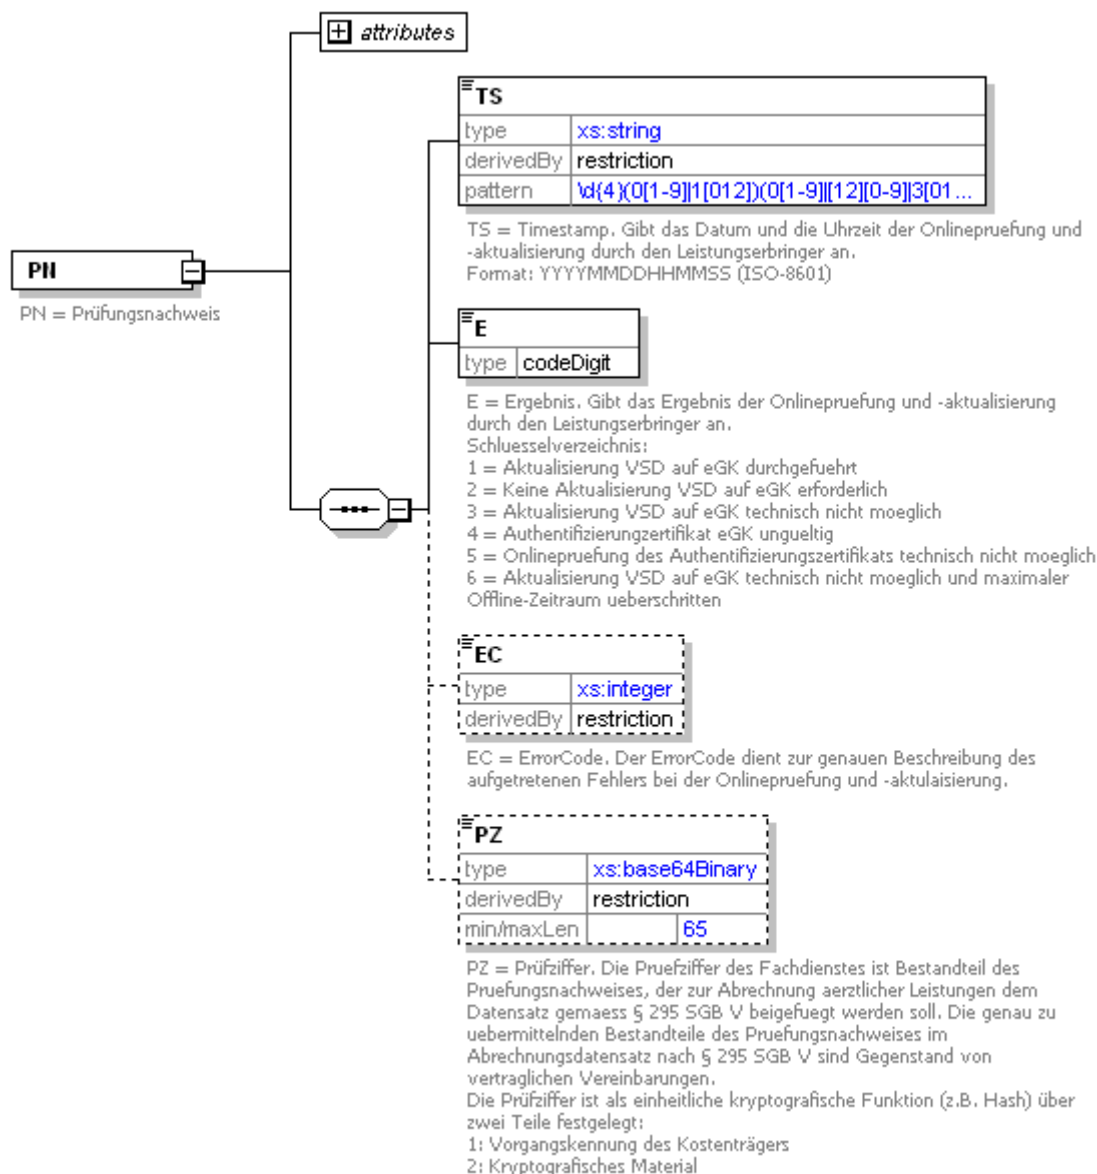 attributes
TS
type xs:string
derivedBy restriction
pattern \d{4}(0[1-9]|1[012])(0[1-9]|[12][0-9]|3[01...
TS = Timestamp. Gibt das Datum und die Uhrzeit der Onlinepruefung und
-aktualisierung durch den Leistungserbringer an.
Format: YYYYMMDDHHMMSS (ISO-8601)
PN
PN = Prüfungsnachweis
E
type codeDigit
E = Ergebnis. Gibt das Ergebnis der Onlinepruefung und -aktualisierung
durch den Leistungserbringer an.
Schluesselverzeichnis:
1 = Aktualisierung VSD auf eGK durchgefuehrt
2 = Keine Aktualisierung VSD auf eGK erforderlich
3 = Aktualisierung VSD auf eGK technisch nicht moeglich
4 = Authentifizierungzertifikat eGK ungueltig
5 = Onlinepruefung des Authentifizierungszertifikats technisch nicht moeglich
6 = Aktualisierung VSD auf eGK technisch nicht moeglich und maximaler
Offline-Zeitraum ueberschritten
EC
type xs:integer
derivedBy restriction
EC = ErrorCode. Der ErrorCode dient zur genauen Beschreibung des
aufgetretenen Fehlers bei der Onlinepruefung und -aktulaisierung.
PZ
type xs:base64Binary
derivedBy restriction
min/maxLen 65
PZ = Prüfziffer. Die Pruefziffer des Fachdienstes ist Bestandteil des
Pruefungsnachweises, der zur Abrechnung aerztlicher Leistungen dem
Datensatz gemaess § 295 SGB V beigefuegt werden soll. Die genau zu
uebermittelnden Bestandteile des Pruefungsnachweises im
Abrechnungsdatensatz nach § 295 SGB V sind Gegenstand von
vertraglichen Vereinbarungen.
Die Prüfziffer ist als einheitliche kryptografische Funktion (z.B. Hash) über
zwei Teile festgelegt:
1: Vorgangskennung des Kostenträgers
2: Kryptografisches Material